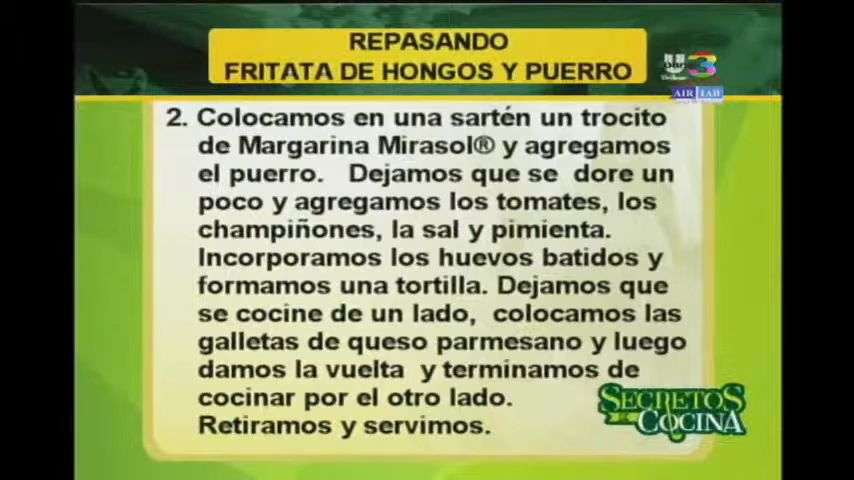 REPASANDO
FRITATA DE HONGOS Y PUERRO
3
AIR LAB
2. Colocamos en una sartén un trocito
de Margarina Mirasol® y agregamos
el puerro. Dejamos que se dore un
poco y agregamos los tomates, los
champiñones, la sal y pimienta.
Incorporamos los huevos batidos y
formamos una tortilla. Dejamos que
se cocine de un lado, colocamos las
galletas de queso parmesano y luego
damos la vuelta y terminamos de
cocinar por el otro lado.
Retiramos y servimos.
SECRETOS
COCINA